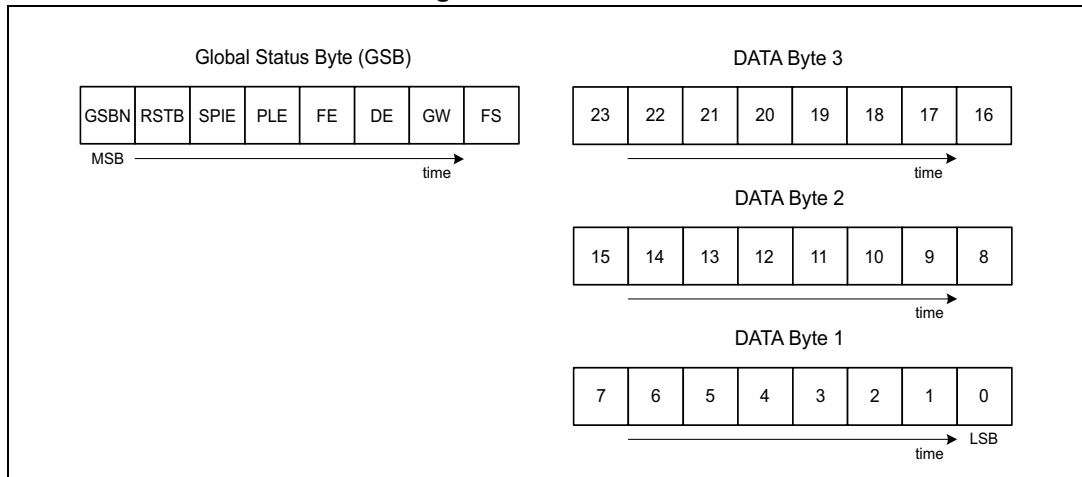 Global Status Byte (GSB)
GSBN RSTB SPIE PLE FE DE GW FS
MSB
time
DATA Byte 3
23 22 21 20 19 18 17 16
time
DATA Byte 2
15 14 13 12 11 10 9 8
time
DATA Byte 1
7 6 5 4 3 2 1 0
time LSB